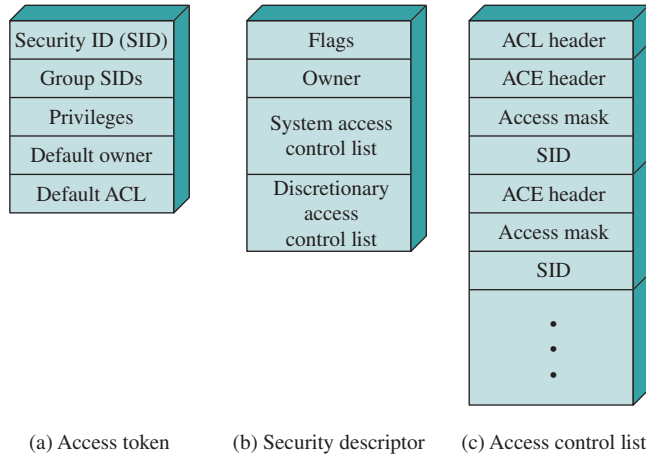 Security ID (SID)
Group SIDs
Privileges
Default owner
Default ACL
(a) Access token
Flags
Owner
System access
control list
Discretionary
access
control list
(b) Security descriptor
ACL header
ACE header
Access mask
SID
ACE header
Access mask
SID
•
•
•
(c) Access control list